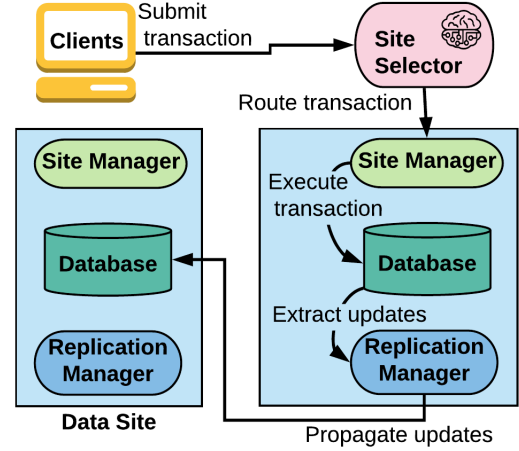 Clients
Submit
transaction
Site
Selector
Route transaction
Site Manager
Site Manager
Execute
transaction
Database
Database
Extract updates
Replication
Manager
Replication
Manager
Data Site
Propagate updates